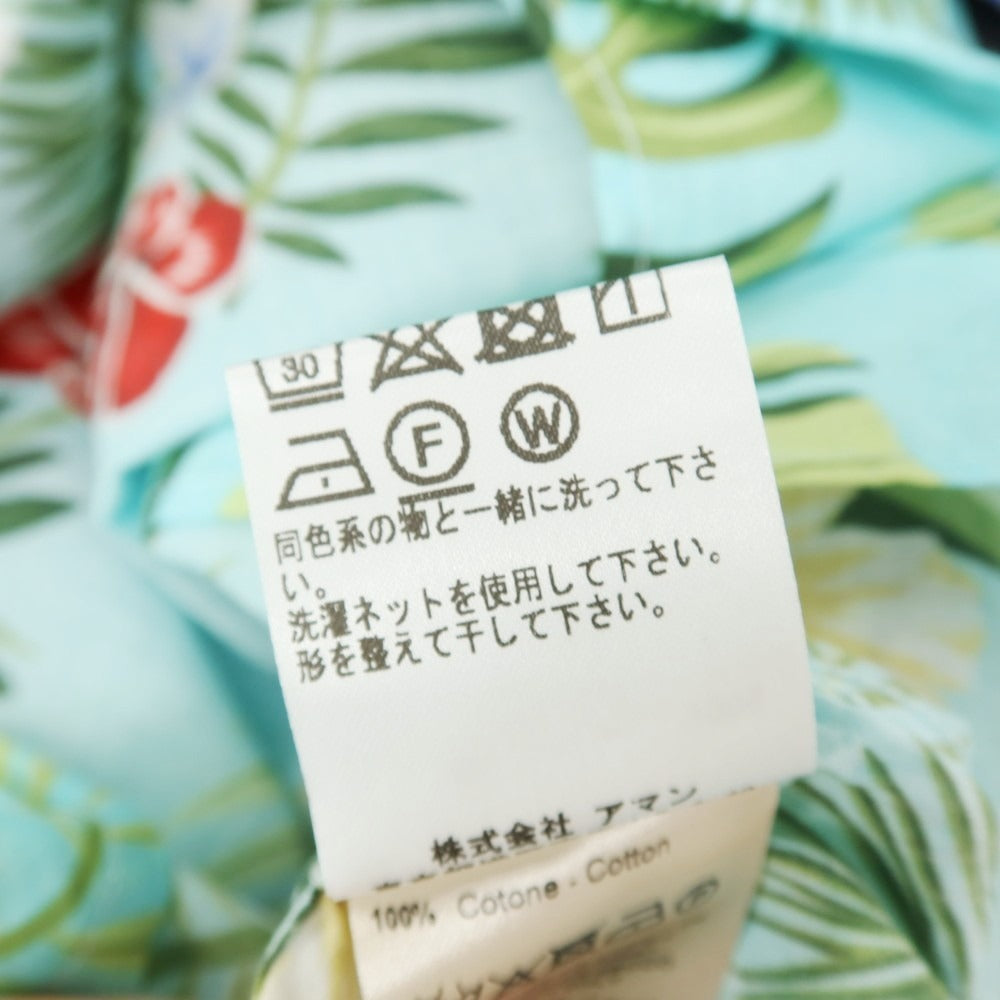 30
F W
同色系の物と一緒に洗って下さ
い。
洗濯ネットを使用して下さい。
形を整えて干して下さい。
株式会社 アマン
100% Cotone - Cotton